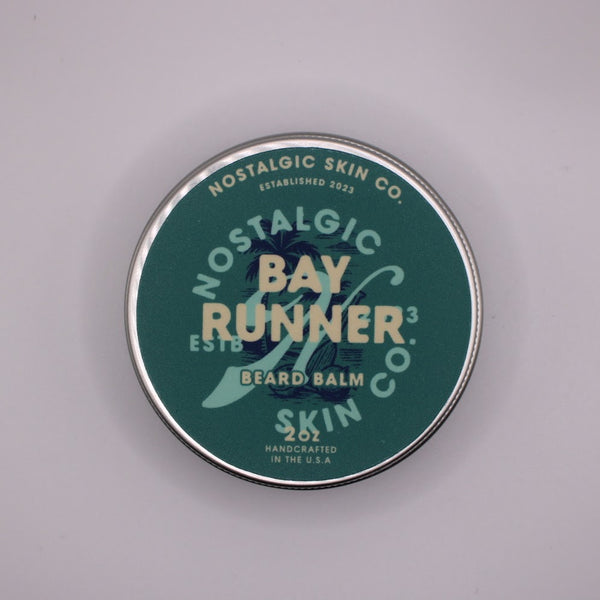 NOSTALGIC SKIN CO.
ESTABLISHED 2023
NOSTALGIC
BAY
RUNNER
ESTB
3
SKIN CO.
BEARD BALM
2oz
HANDCRAFTED
IN THE U.S.A